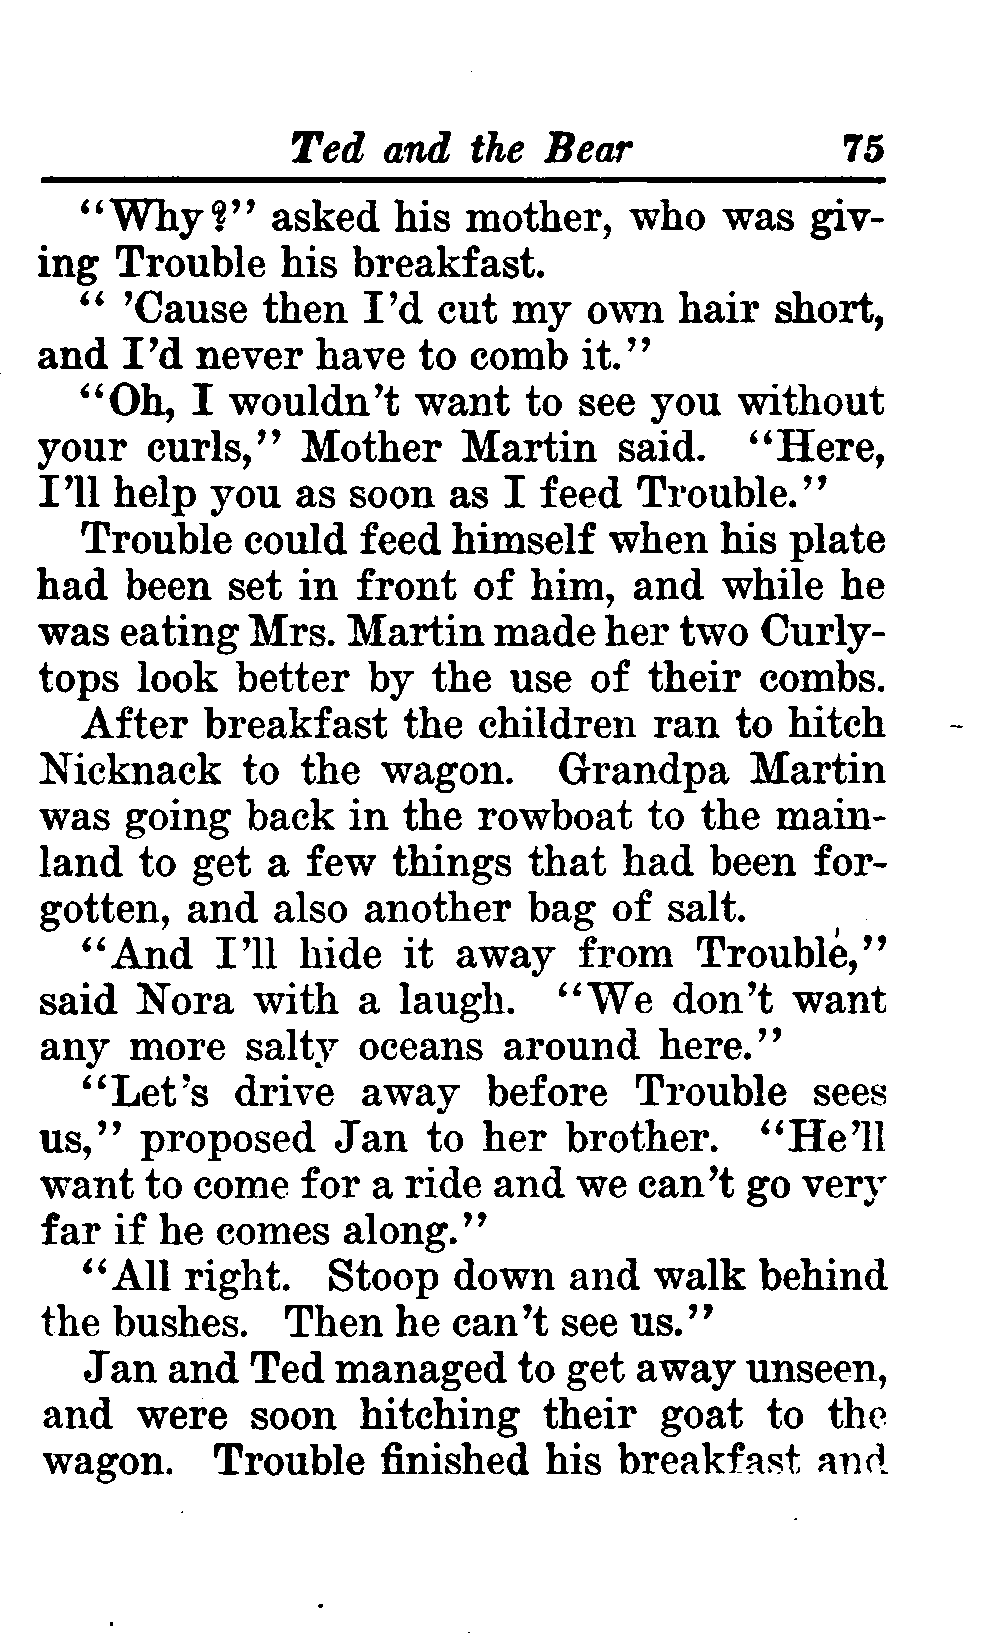 Ted and the Bear 75
"Why?" asked his mother, who was giv-
ing Trouble his breakfast.
" 'Cause then I'd cut my own hair short,
and I'd never have to comb it."
"Oh, I wouldn't want to see you without
your curls," Mother Martin said. "Here,
I'll help you as soon as I feed Trouble."
Trouble could feed himself when his plate
had been set in front of him, and while he
was eating Mrs. Martin made her two Curly-
tops look better by the use of their combs.
After breakfast the children ran to hitch
Nicknack to the wagon. Grandpa Martin
was going back in the rowboat to the main-
land to get a few things that had been for-
gotten, and also another bag of salt.
"And I'll hide it away from Trouble,"
said Nora with a laugh. "We don't want
any more salty oceans around here."
"Let's drive away before Trouble sees
us," proposed Jan to her brother. "He'll
want to come for a ride and we can't go very
far if he comes along."
"All right. Stoop down and walk behind
the bushes. Then he can't see us."
Jan and Ted managed to get away unseen,
and were soon hitching their goat to the
wagon. Trouble finished his breakfast and